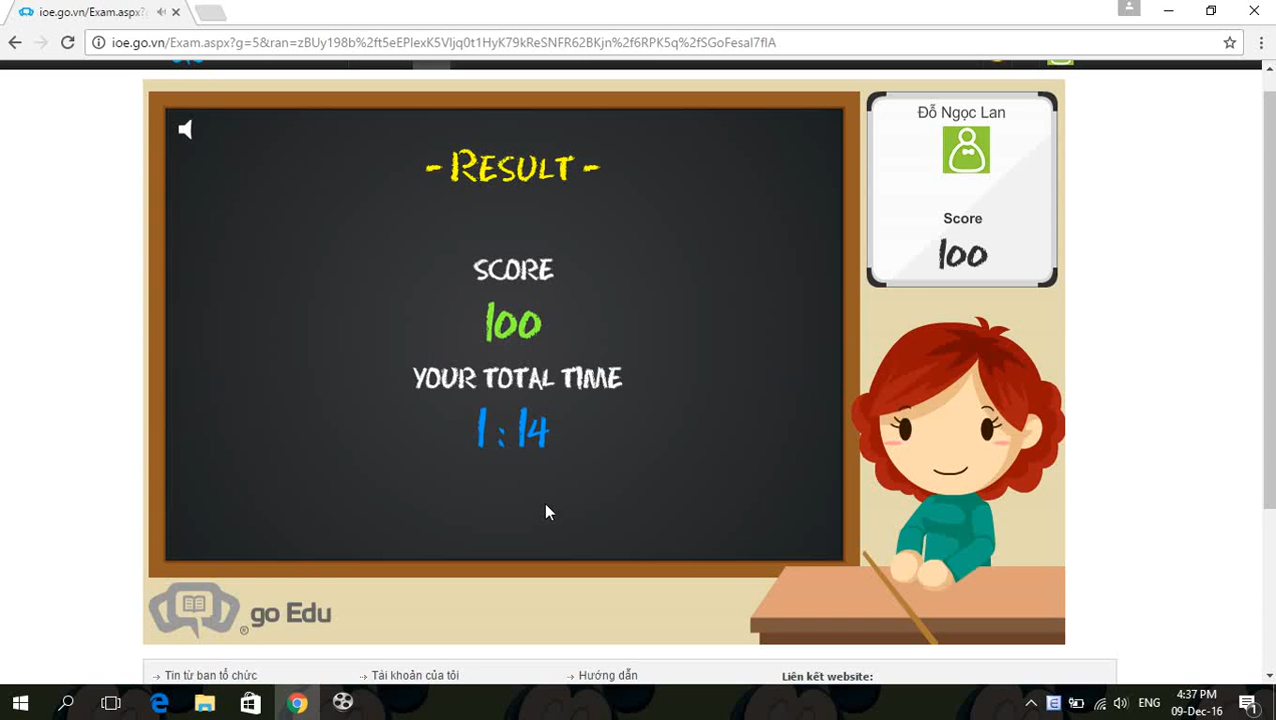 ioe.go.vn/Exam.aspx?
ioe.go.vn/Exam.aspx?g=5&ran=zBUy198b%2ft5eEPlexK5VIjq0t1HyK79kReSNFR62BKjn%2f6RPK5q%2fSGoFesal7flA
Đỗ Ngọc Lan
Score
100
- RESULT -
SCORE
100
YOUR TOTAL TIME
1 : 14
go Edu
®
Tin từ ban tổ chức
Tài khoản của tôi
Hướng dẫn
Liên kết website:
ENG
4:37 PM
09-Dec-16
1